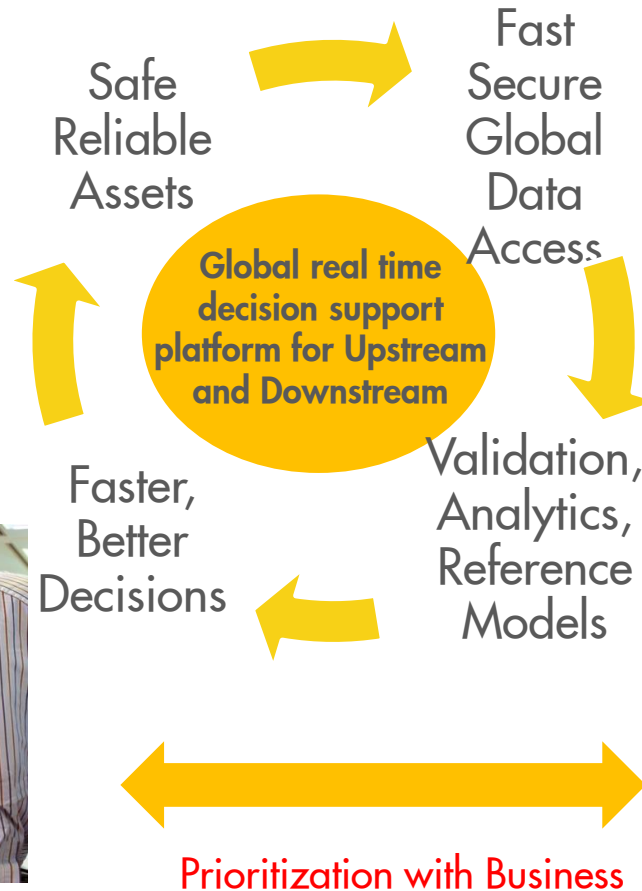 Safe
Reliable
Assets
Fast
Secure
Global
Data
Access
Global real time
decision support
platform for Upstream
and Downstream
Faster,
Better
Decisions
Validation,
Analytics,
Reference
Models
Prioritization with Business